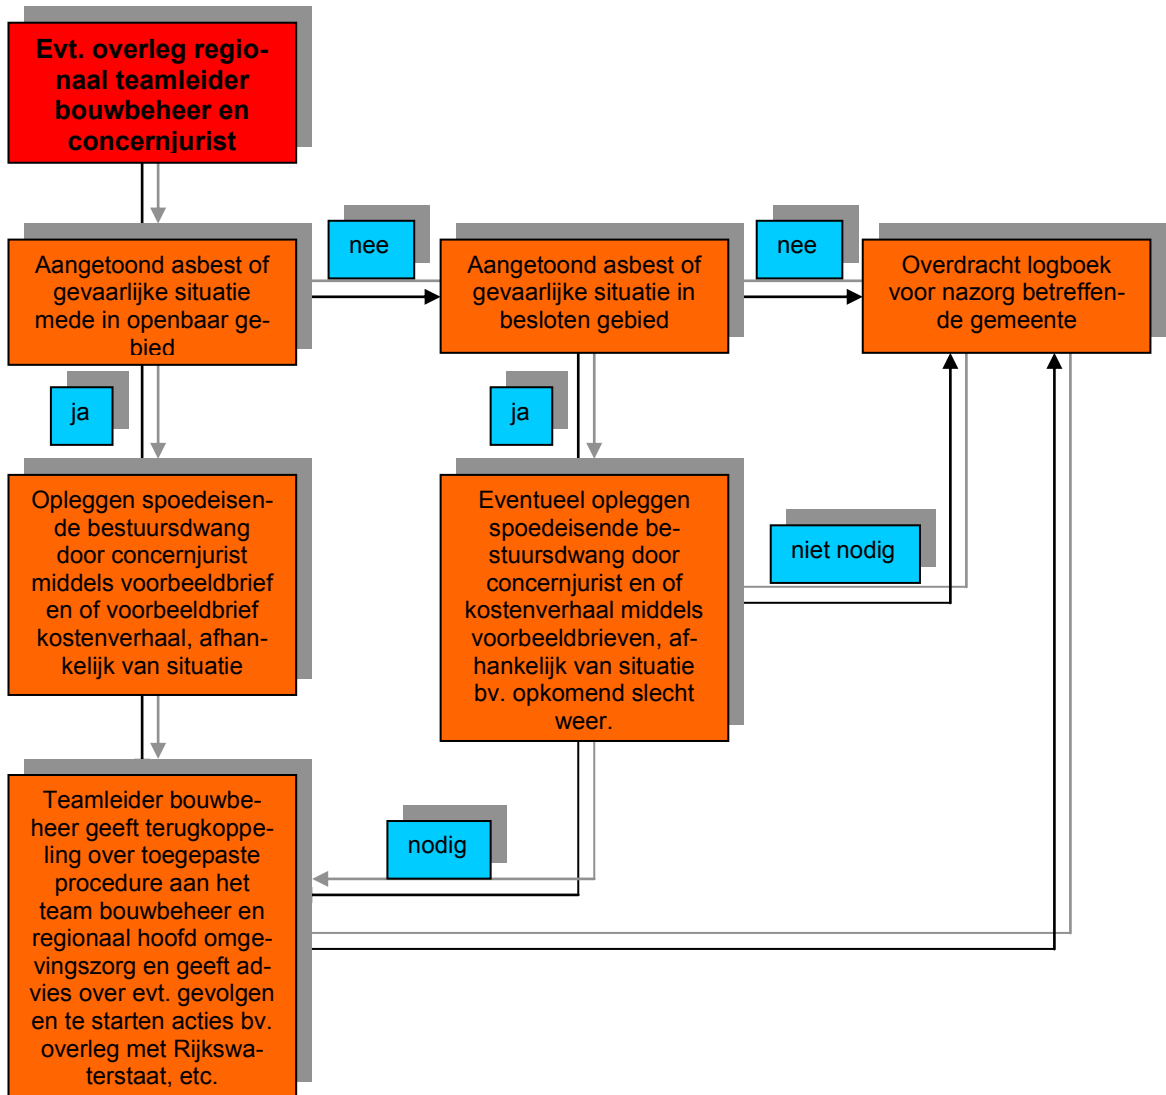 Evt. overleg regio-
naal teamleider
bouwbeheer en
concernjurist
Aangetoond asbest of
gevaarlijke situatie
mede in openbaar ge-
bied
nee
Aangetoond asbest of
gevaarlijke situatie in
besloten gebied
nee
Overdracht logboek
voor nazorg betreffen-
de gemeente
ja
ja
Opleggen spoedeisen-
de bestuursdwang
door concernjurist
middels voorbeeldbrief
en of voorbeeldbrief
kostenverhaal, afhan-
kelijk van situatie
Eventueel opleggen
spoedeisende be-
stuursdwang door
concernjurist en of
kostenverhaal middels
voorbeeldbrieven, af-
hankelijk van situatie
bv. opkomend slecht
weer.
niet nodig
nodig
Teamleider bouwbe-
heer geeft terugkoppe-
ling over toegepaste
procedure aan het
team bouwbeheer en
regionaal hoofd omge-
vingszorg en geeft ad-
vies over evt. gevolgen
en te starten acties bv.
overleg met Rijkswa-
terstaat, etc.